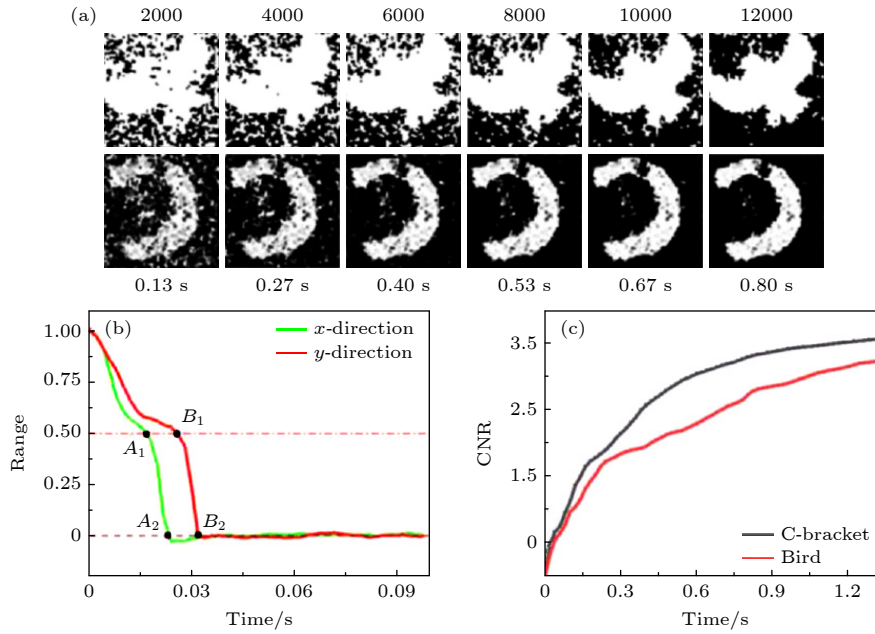 (a) 2000 4000 6000 8000 10000 12000
0.13 s 0.27 s 0.40 s 0.53 s 0.67 s 0.80 s
(b)
x-direction
y-direction
1.00
0.75
0.50
0.25
0
Range
A1
B1
A2
B2
0 0.03 0.06 0.09
Time/s
(c)
3.5
2.5
1.5
0
CNR
C-bracket
Bird
0 0.3 0.6 0.9 1.2
Time/s